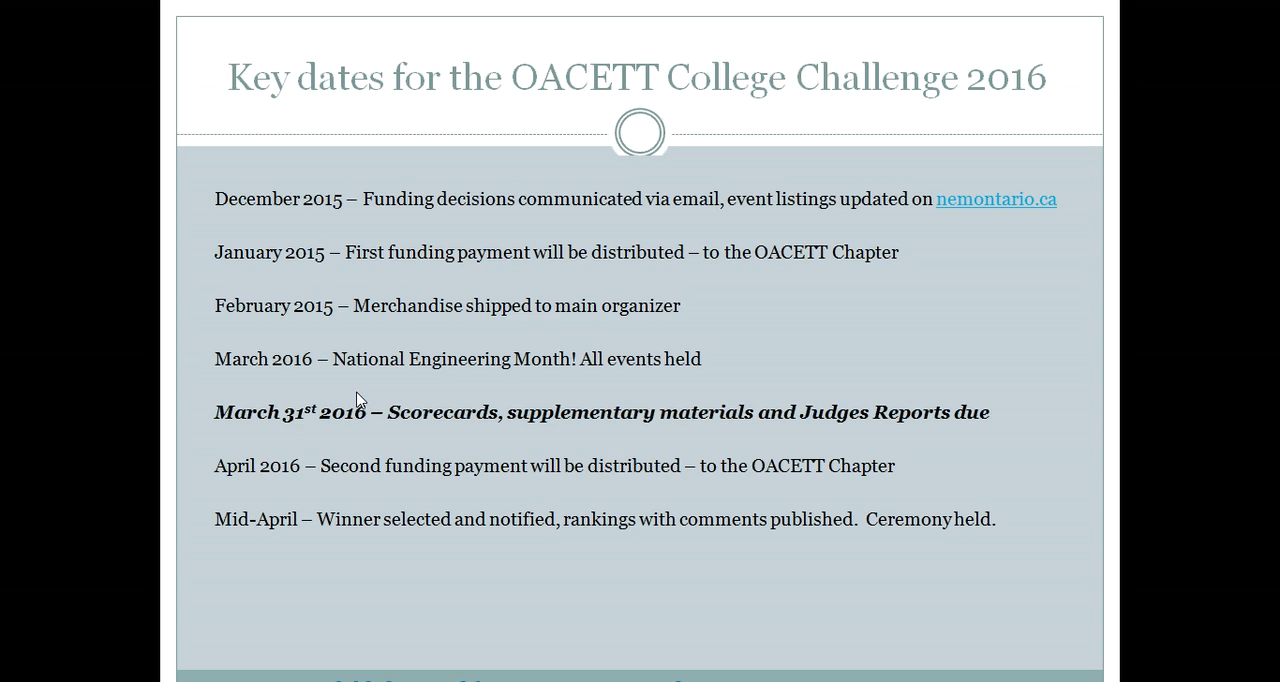 Key dates for the OACETT College Challenge 2016
December 2015 – Funding decisions communicated via email, event listings updated on nemontario.ca
January 2015 – First funding payment will be distributed – to the OACETT Chapter
February 2015 – Merchandise shipped to main organizer
March 2016 – National Engineering Month! All events held
March 31st 2016 – Scorecards, supplementary materials and Judges Reports due
April 2016 – Second funding payment will be distributed – to the OACETT Chapter
Mid-April – Winner selected and notified, rankings with comments published.  Ceremony held.